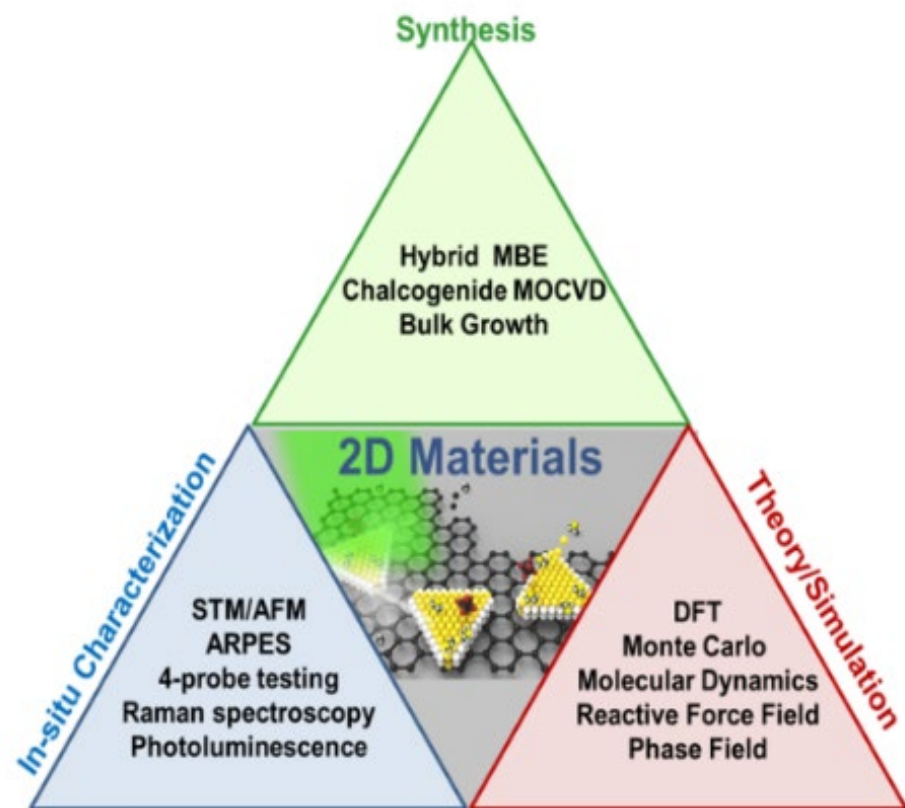 Synthesis
Hybrid MBE
Chalcogenide MOCVD
Bulk Growth
2D Materials
In-situ Characterization
STM/AFM
ARPES
4-probe testing
Raman spectroscopy
Photoluminescence
Theory/Simulation
DFT
Monte Carlo
Molecular Dynamics
Reactive Force Field
Phase Field